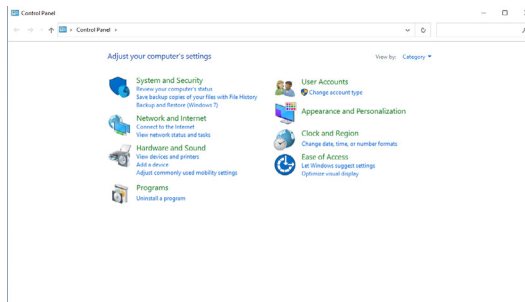 Control Panel
Control Panel
Adjust your computer's settings
View by: Category
System and Security
Review your computer's status
Save backup copies of your files with File History
Backup and Restore (Windows 7)
Network and Internet
Connect to the Internet
View network status and tasks
Hardware and Sound
View devices and printers
Add a device
Adjust commonly used mobility settings
Programs
Uninstall a program
User Accounts
Change account type
Appearance and Personalization
Clock and Region
Change date, time, or number formats
Ease of Access
Let Windows suggest settings
Optimize visual display